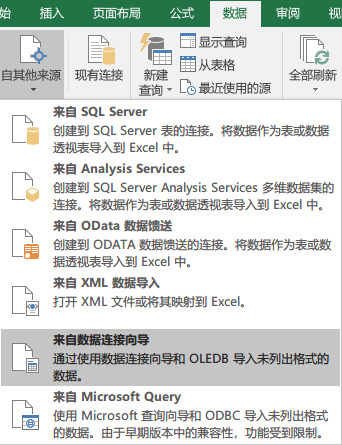 始 插入 页面布局 公式 数据 审阅 视
自其他来源 现有连接 新建查询 显示查询 从表格 最近使用的源 全部刷新
来自 SQL Server
创建到 SQL Server 表的连接。将数据作为表或数据
透视表导入到 Excel 中。
来自 Analysis Services
创建到 SQL Server Analysis Services 多维数据集的
连接。将数据作为表或数据透视表导入到 Excel 中。
来自 OData 数据馈送
创建到 ODATA 数据馈送的连接。将数据作为表或数
据透视表导入到 Excel 中。
来自 XML 数据导入
打开 XML 文件或将其映射到 Excel。
来自数据连接向导
通过使用数据连接向导和 OLEDB 导入未列出格式的
数据。
来自 Microsoft Query
使用 Microsoft 查询向导和 ODBC 导入未列出格式
的数据。由于早期版本中的兼容性，功能受到限制。